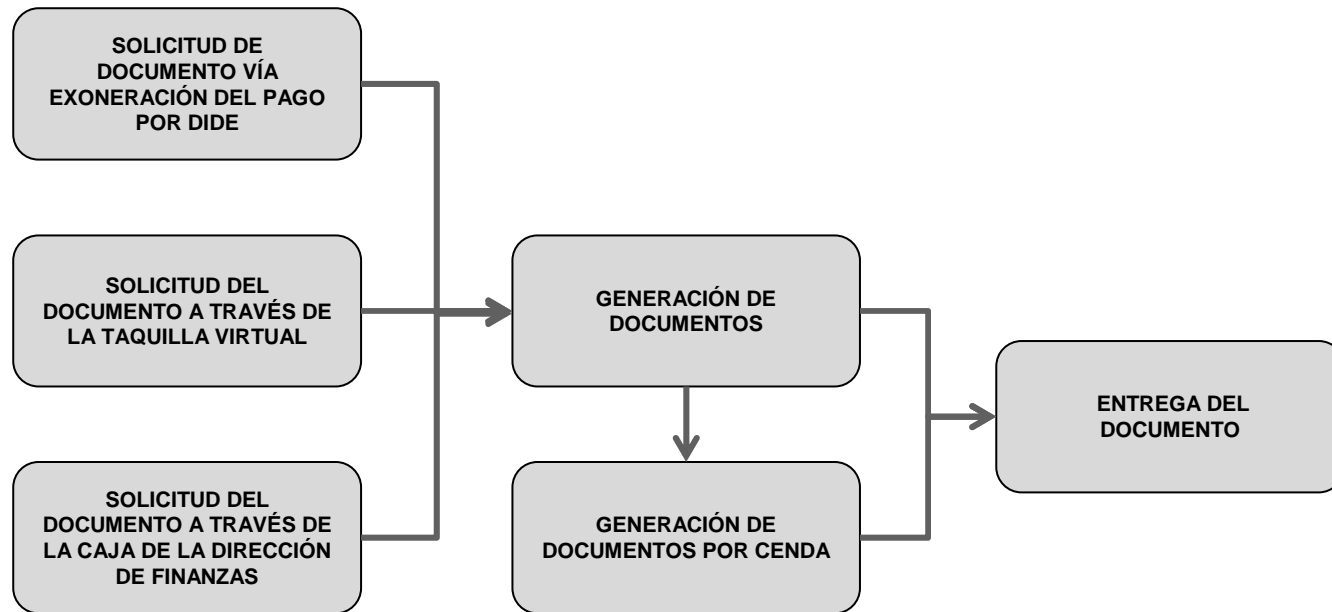 SOLICITUD DE
DOCUMENTO VÍA
EXONERACIÓN DEL PAGO
POR DIDE
SOLICITUD DEL
DOCUMENTO A TRAVÉS DE
LA TAQUILLA VIRTUAL
SOLICITUD DEL
DOCUMENTO A TRAVÉS DE
LA CAJA DE LA DIRECCIÓN
DE FINANZAS
GENERACIÓN DE
DOCUMENTOS
GENERACIÓN DE
DOCUMENTOS POR CENDA
ENTREGA DEL
DOCUMENTO